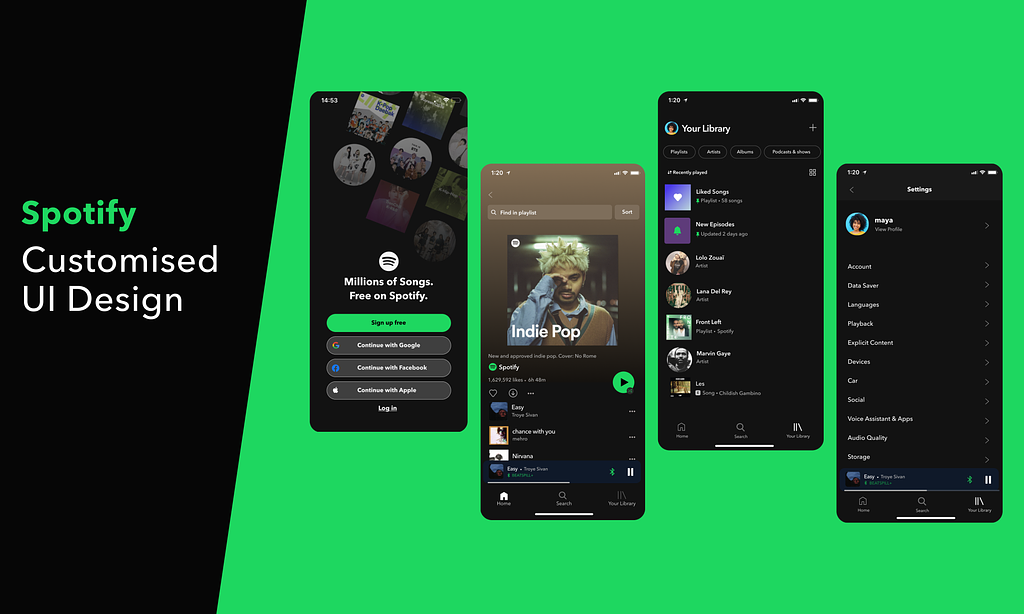 Spotify
Customised
UI Design
14:53
K-Pop
Daebak
BTS
Millions of Songs.
Free on Spotify.
Sign up free
Continue with Google
Continue with Facebook
Continue with Apple
Log in
1:20
Find in playlist
Sort
Indie Pop
New and approved indie pop. Cover: No Rome
Spotify
1,629,592 likes • 6h 48m
Easy
Troye Sivan
chance with you
mehro
Nirvana
Easy • Troye Sivan
BEATSPILL+
Home
Search
Your Library
1:20
Your Library
Playlists
Artists
Albums
Podcasts & shows
Recently played
Liked Songs
Playlist • 58 songs
New Episodes
Updated 2 days ago
Lolo Zouaï
Artist
Lana Del Rey
Artist
Front Left
Playlist • Spotify
Marvin Gaye
Artist
Les
E Song • Childish Gambino
Home
Search
Your Library
1:20
Settings
maya
View Profile
Account
Data Saver
Languages
Playback
Explicit Content
Devices
Car
Social
Voice Assistant & Apps
Audio Quality
Storage
Easy • Troye Sivan
BEATSPILL+
Home
Search
Your Library